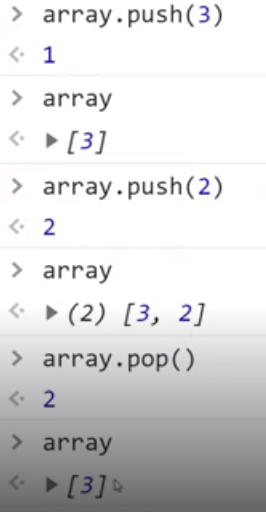 > array.push(3)
<· 1
> array
<· ▶ [3]
> array.push(2)
<· 2
> array
<· ▶ (2) [3, 2]
> array.pop()
<· 2
> array
<· ▶ [3]